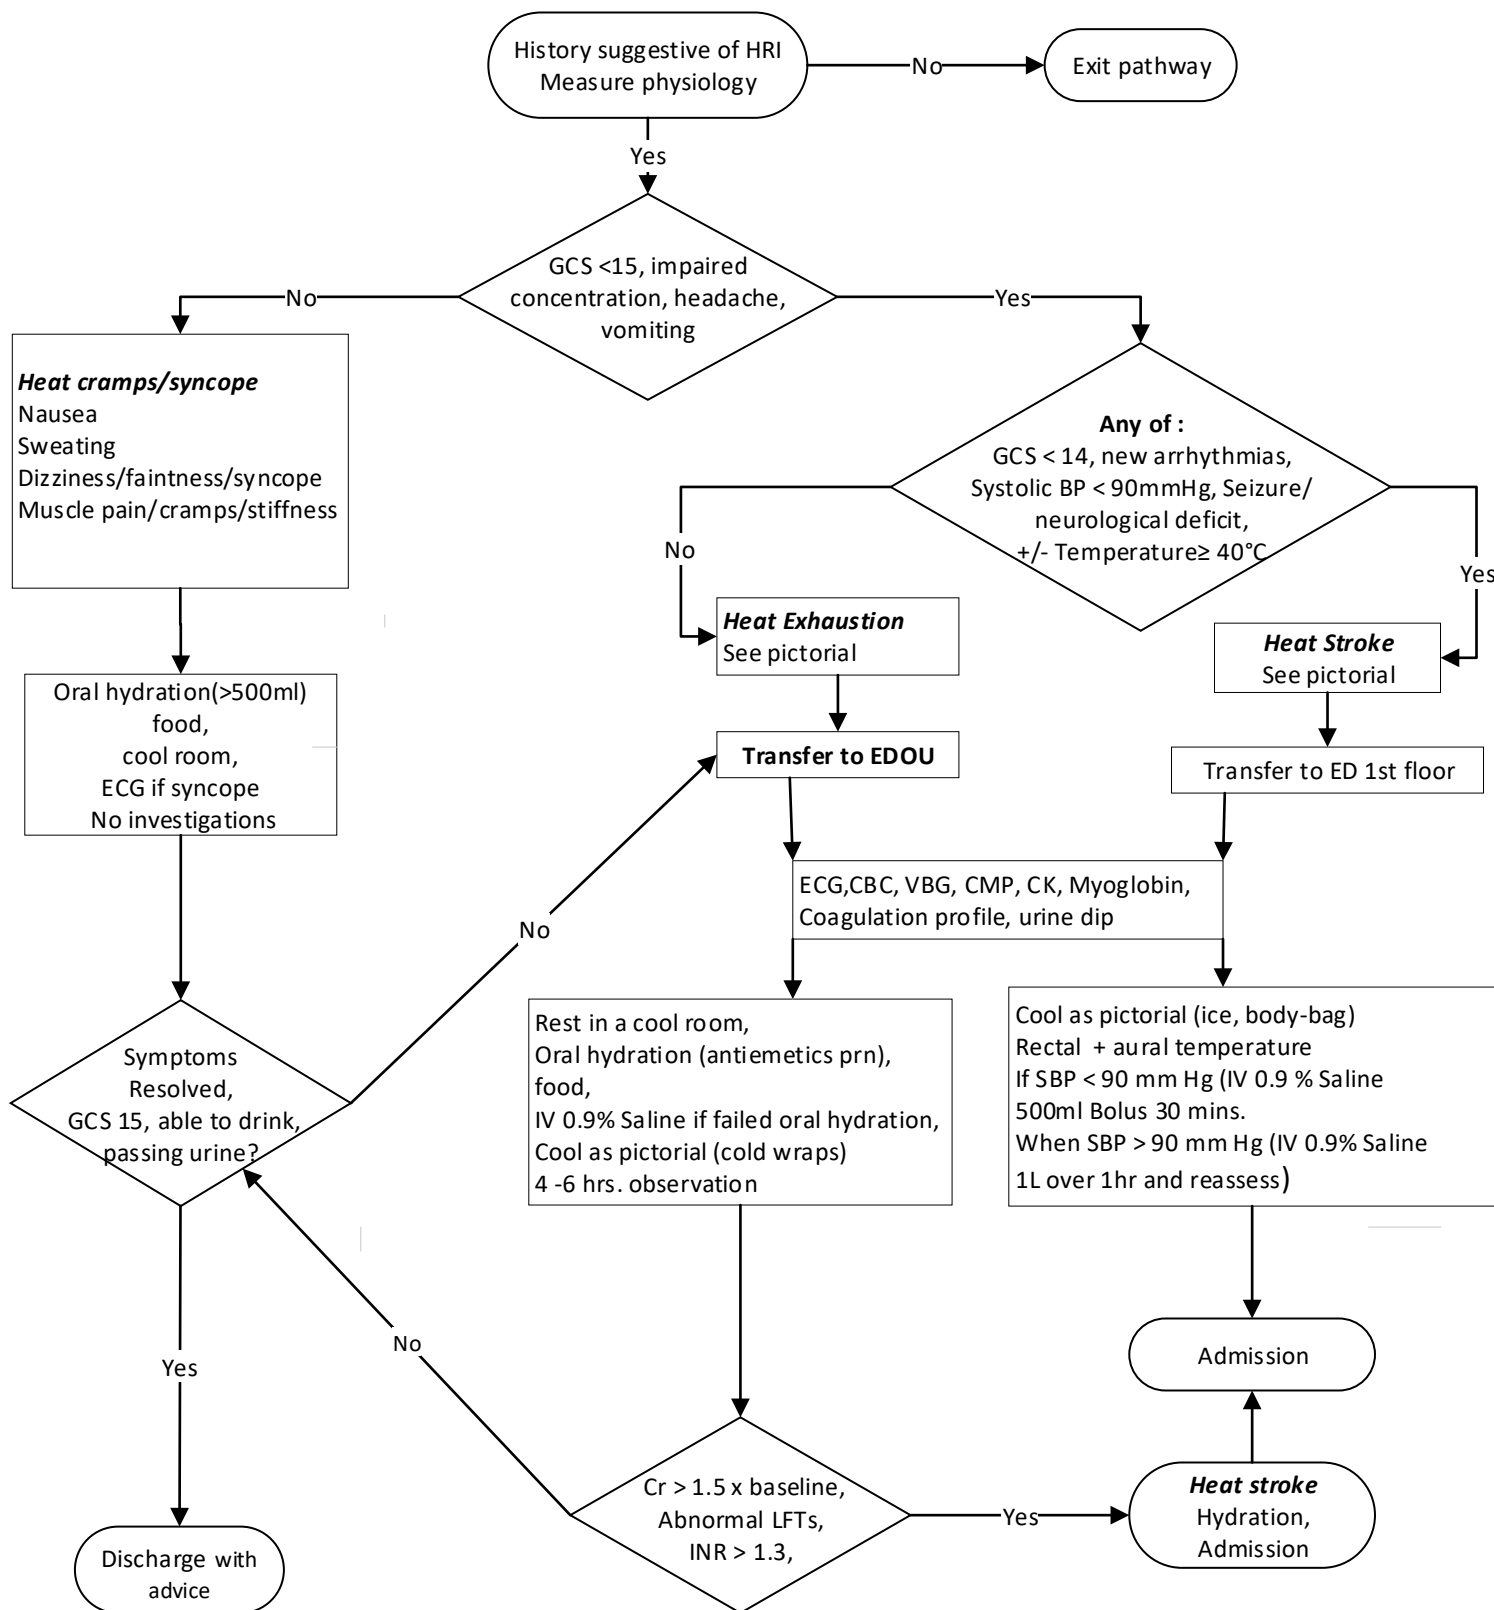 History suggestive of HRI
Measure physiology
No
Exit pathway
Yes
GCS <15, impaired
concentration, headache,
vomiting
No
Yes
Heat cramps/syncope
Nausea
Sweating
Dizziness/faintness/syncope
Muscle pain/cramps/stiffness
Any of :
GCS < 14, new arrhythmias,
Systolic BP < 90mmHg, Seizure/
neurological deficit,
+/- Temperature≥ 40°C
No
Yes
Heat Exhaustion
See pictorial
Heat Stroke
See pictorial
Oral hydration(>500ml)
food,
cool room,
ECG if syncope
No investigations
Transfer to EDOU
Transfer to ED 1st floor
ECG,CBC, VBG, CMP, CK, Myoglobin,
Coagulation profile, urine dip
No
Symptoms
Resolved,
GCS 15, able to drink,
passing urine?
Rest in a cool room,
Oral hydration (antiemetics prn),
food,
IV 0.9% Saline if failed oral hydration,
Cool as pictorial (cold wraps)
4 -6 hrs. observation
Cool as pictorial (ice, body-bag)
Rectal + aural temperature
If SBP < 90 mm Hg (IV 0.9 % Saline
500ml Bolus 30 mins.
When SBP > 90 mm Hg (IV 0.9% Saline
1L over 1hr and reassess)
No
Yes
Admission
Cr > 1.5 x baseline,
Abnormal LFTs,
INR > 1.3,
Yes
Heat stroke
Hydration,
Admission
Discharge with
advice